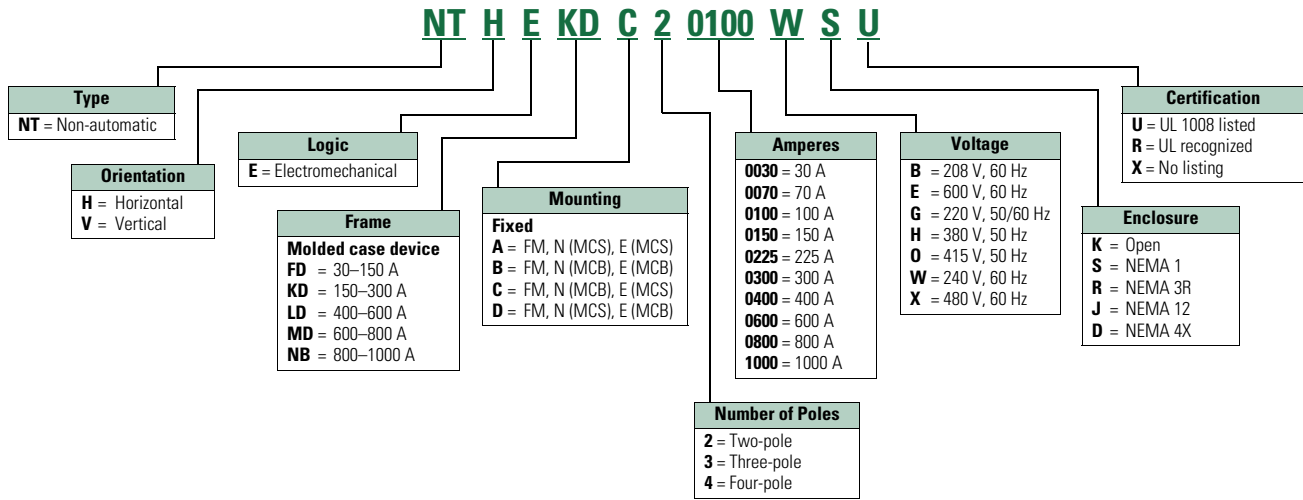 NT H E KD C 2 0100 W S U
Type
NT = Non-automatic
Orientation
H = Horizontal
V = Vertical
Logic
E = Electromechanical
Frame
Molded case device
FD = 30–150 A
KD = 150–300 A
LD = 400–600 A
MD = 600–800 A
NB = 800–1000 A
Mounting
Fixed
A = FM, N (MCS), E (MCS)
B = FM, N (MCB), E (MCB)
C = FM, N (MCB), E (MCS)
D = FM, N (MCS), E (MCB)
Number of Poles
2 = Two-pole
3 = Three-pole
4 = Four-pole
Amperes
0030 = 30 A
0070 = 70 A
0100 = 100 A
0150 = 150 A
0225 = 225 A
0300 = 300 A
0400 = 400 A
0600 = 600 A
0800 = 800 A
1000 = 1000 A
Voltage
B = 208 V, 60 Hz
E = 600 V, 60 Hz
G = 220 V, 50/60 Hz
H = 380 V, 50 Hz
O = 415 V, 50 Hz
W = 240 V, 60 Hz
X = 480 V, 60 Hz
Enclosure
K = Open
S = NEMA 1
R = NEMA 3R
J = NEMA 12
D = NEMA 4X
Certification
U = UL 1008 listed
R = UL recognized
X = No listing